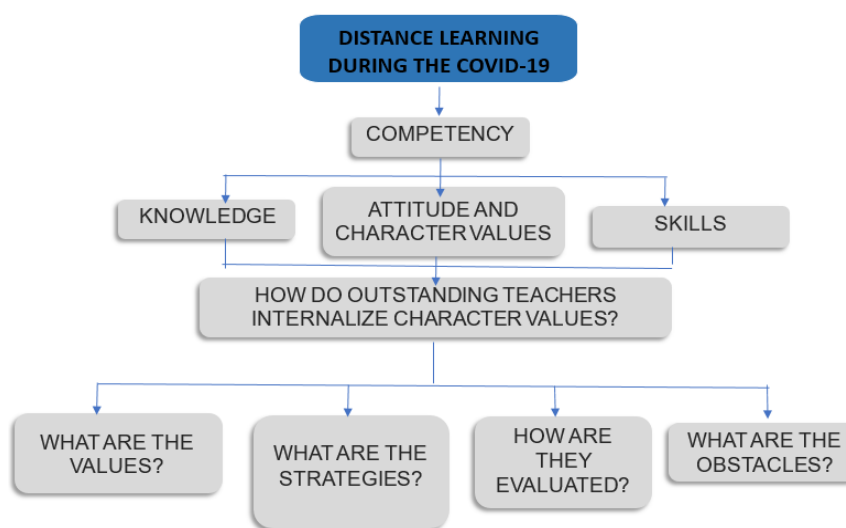 DISTANCE LEARNING
DURING THE COVID-19
COMPETENCY
KNOWLEDGE
ATTITUDE AND
CHARACTER VALUES
SKILLS
HOW DO OUTSTANDING TEACHERS
INTERNALIZE CHARACTER VALUES?
WHAT ARE THE
VALUES?
WHAT ARE THE
STRATEGIES?
HOW ARE
THEY
EVALUATED?
WHAT ARE THE
OBSTACLES?